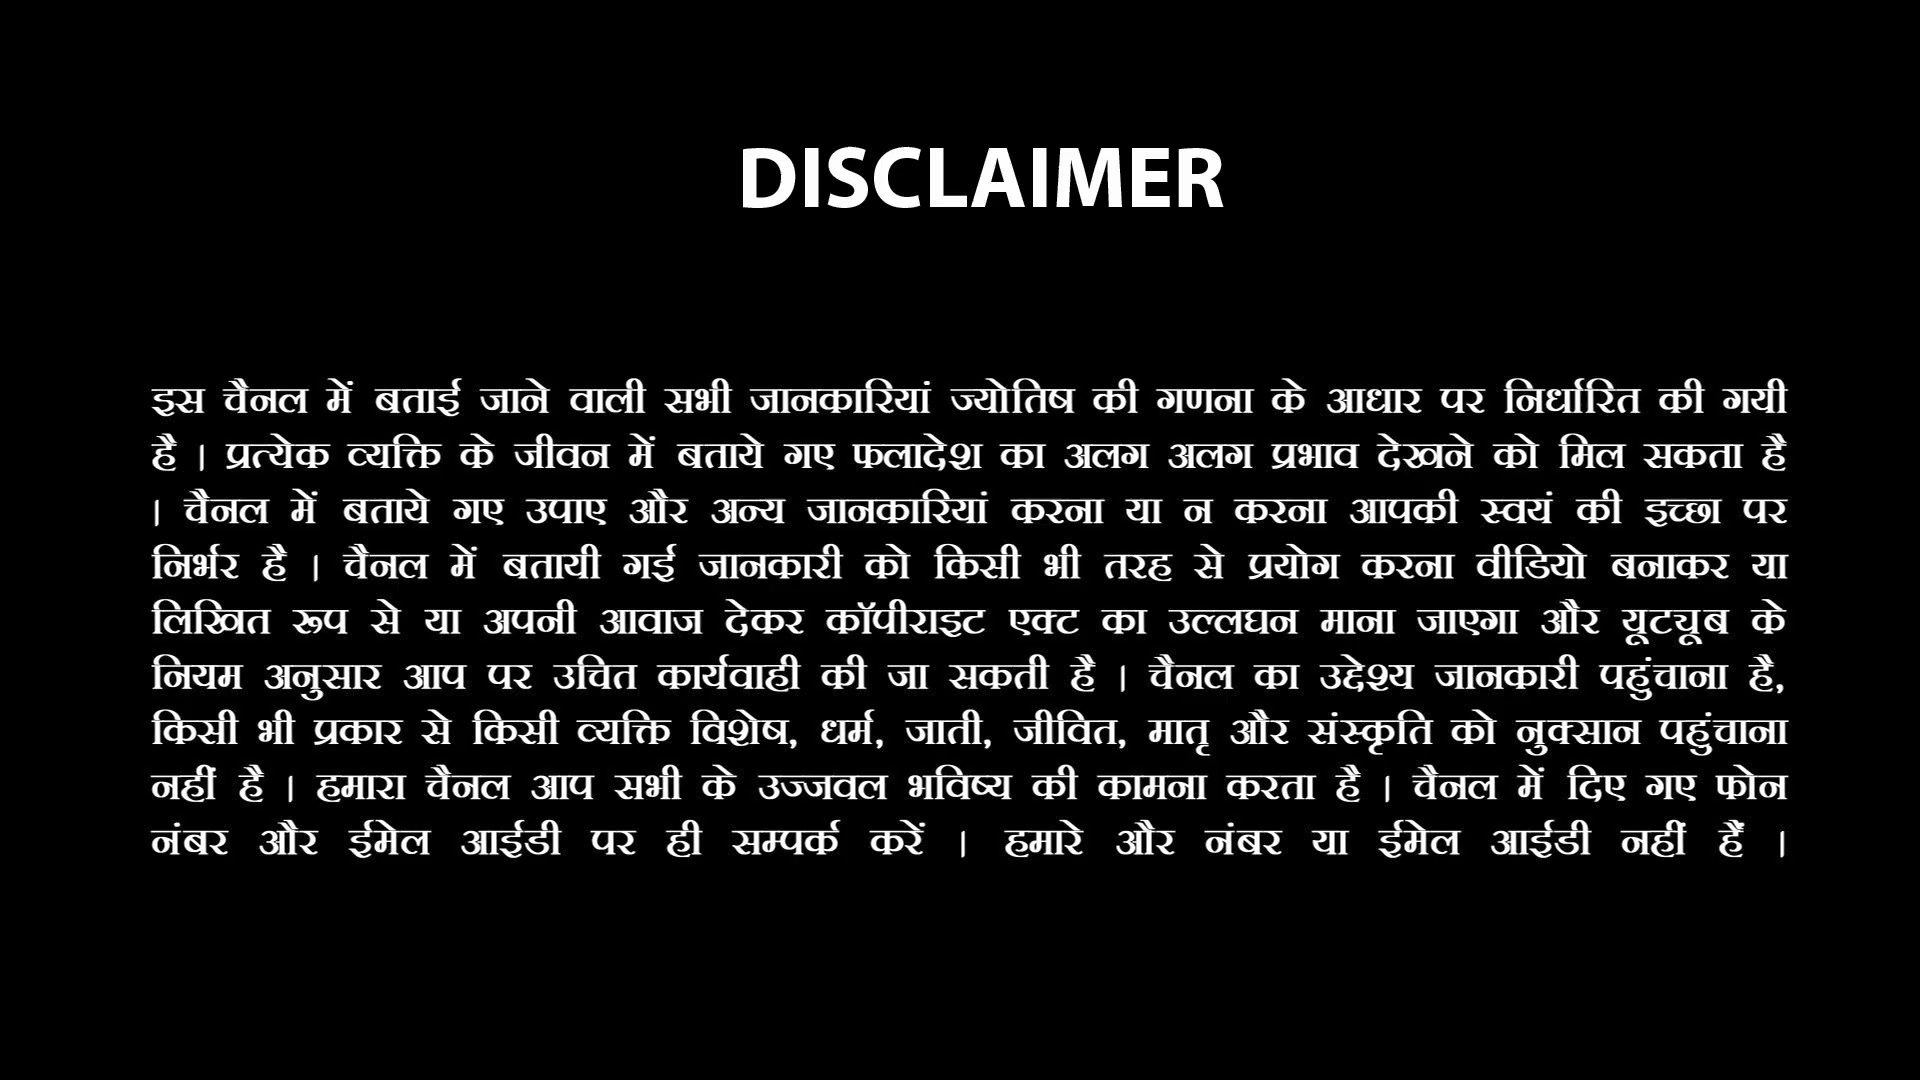 DISCLAIMER
इस चैनल में बताई जाने वाली सभी जानकारियां ज्योतिष की गणना के आधार पर निर्धारित की गयी
है । प्रत्येक व्यक्ति के जीवन में बताये गए फलादेश का अलग अलग प्रभाव देखने को मिल सकता है
। चैनल में बताये गए उपाए और अन्य जानकारियां करना या न करना आपकी स्वयं की इच्छा पर
निर्भर है । चैनल में बतायी गई जानकारी को किसी भी तरह से प्रयोग करना वीडियो बनाकर या
लिखित रूप से या अपनी आवाज देकर कॉपीराइट एक्ट का उल्लघन माना जाएगा और यूट्यूब के
नियम अनुसार आप पर उचित कार्यवाही की जा सकती है । चैनल का उद्देश्य जानकारी पहुंचाना है,
किसी भी प्रकार से किसी व्यक्ति विशेष, धर्म, जाती, जीवित, मातृ और संस्कृति को नुक्सान पहुंचाना
नहीं है । हमारा चैनल आप सभी के उज्जवल भविष्य की कामना करता है । चैनल में दिए गए फोन
नंबर और ईमेल आईडी पर ही सम्पर्क करें । हमारे और नंबर या ईमेल आईडी नहीं हैं ।